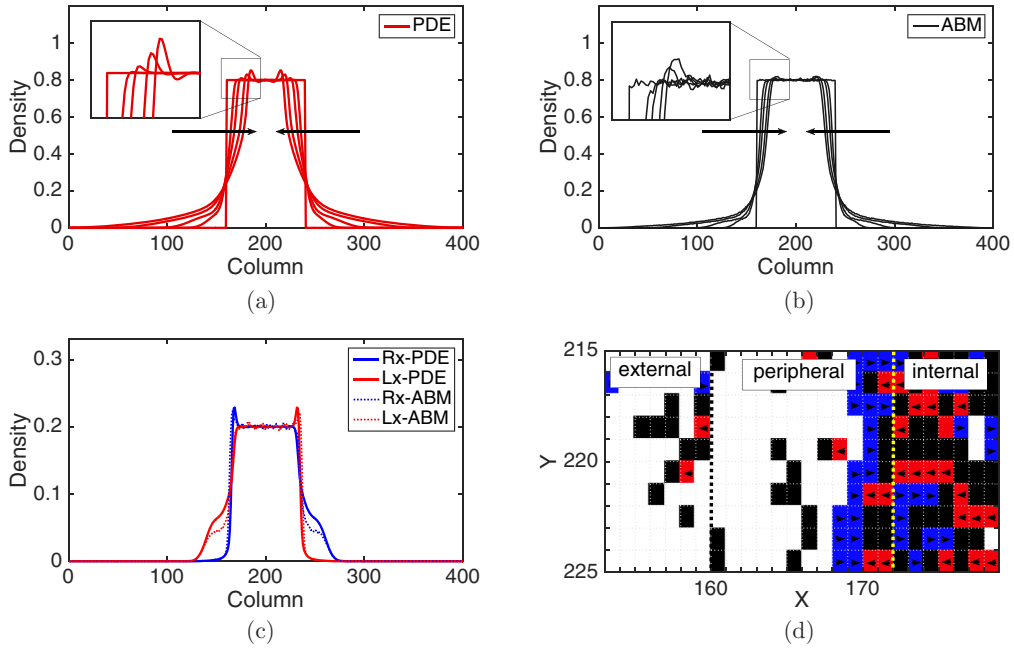 PDE
1
0.8
0.6
0.4
0.2
0
Density
0 100 200 300 400
Column
(a)
ABM
1
0.8
0.6
0.4
0.2
0
Density
0 100 200 300 400
Column
(b)
Rx-PDE
Lx-PDE
Rx-ABM
Lx-ABM
0.3
0.2
0.1
0
Density
0 100 200 300 400
Column
(c)
external peripheral internal
215
220
225
Y
160 170
X
(d)